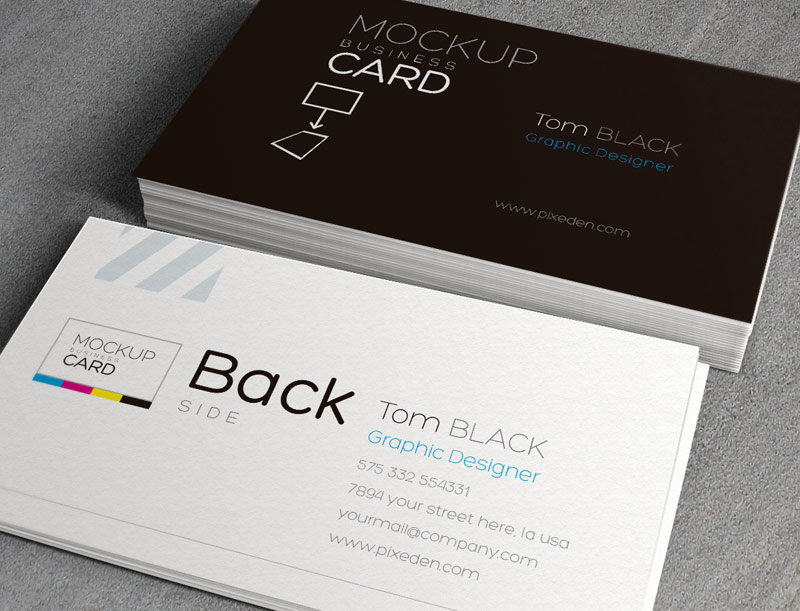 MOCKUP
BUSINESS
CARD
Tom BLACK
Graphic Designer
www.pixeden.com
MOCKUP
BUSINESS
CARD
Back
SIDE
Tom BLACK
Graphic Designer
575 332 554331
7894 your street here, la usa
yourmail@company.com
www.pixeden.com